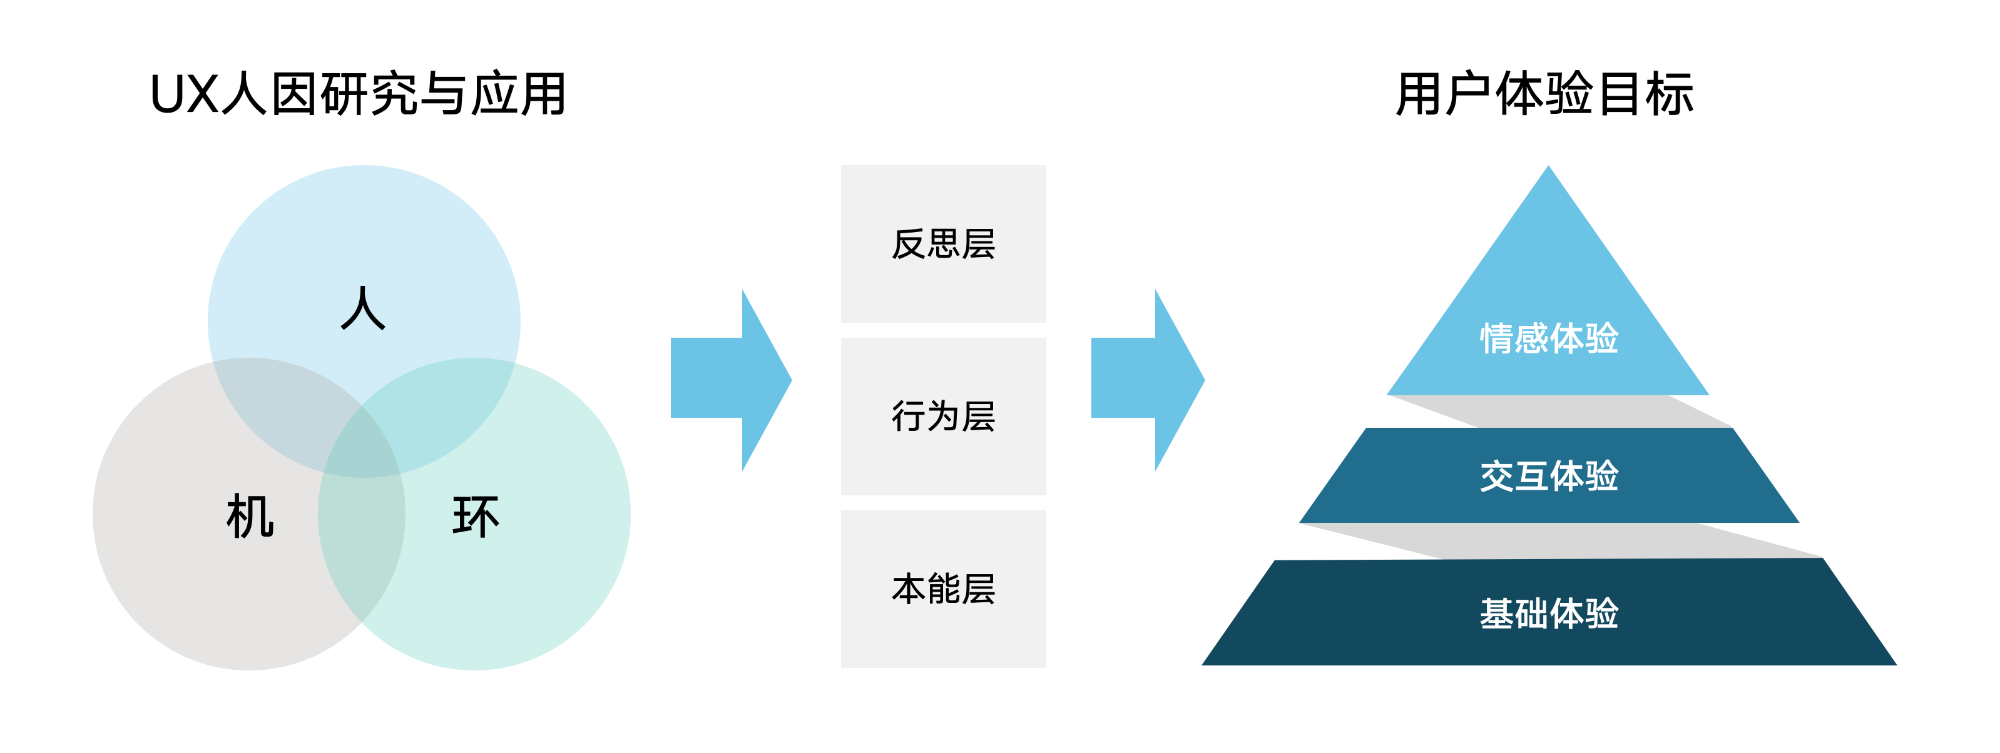 UX人因研究与应用
人
机
环
反思层
行为层
本能层
用户体验目标
情感体验
交互体验
基础体验